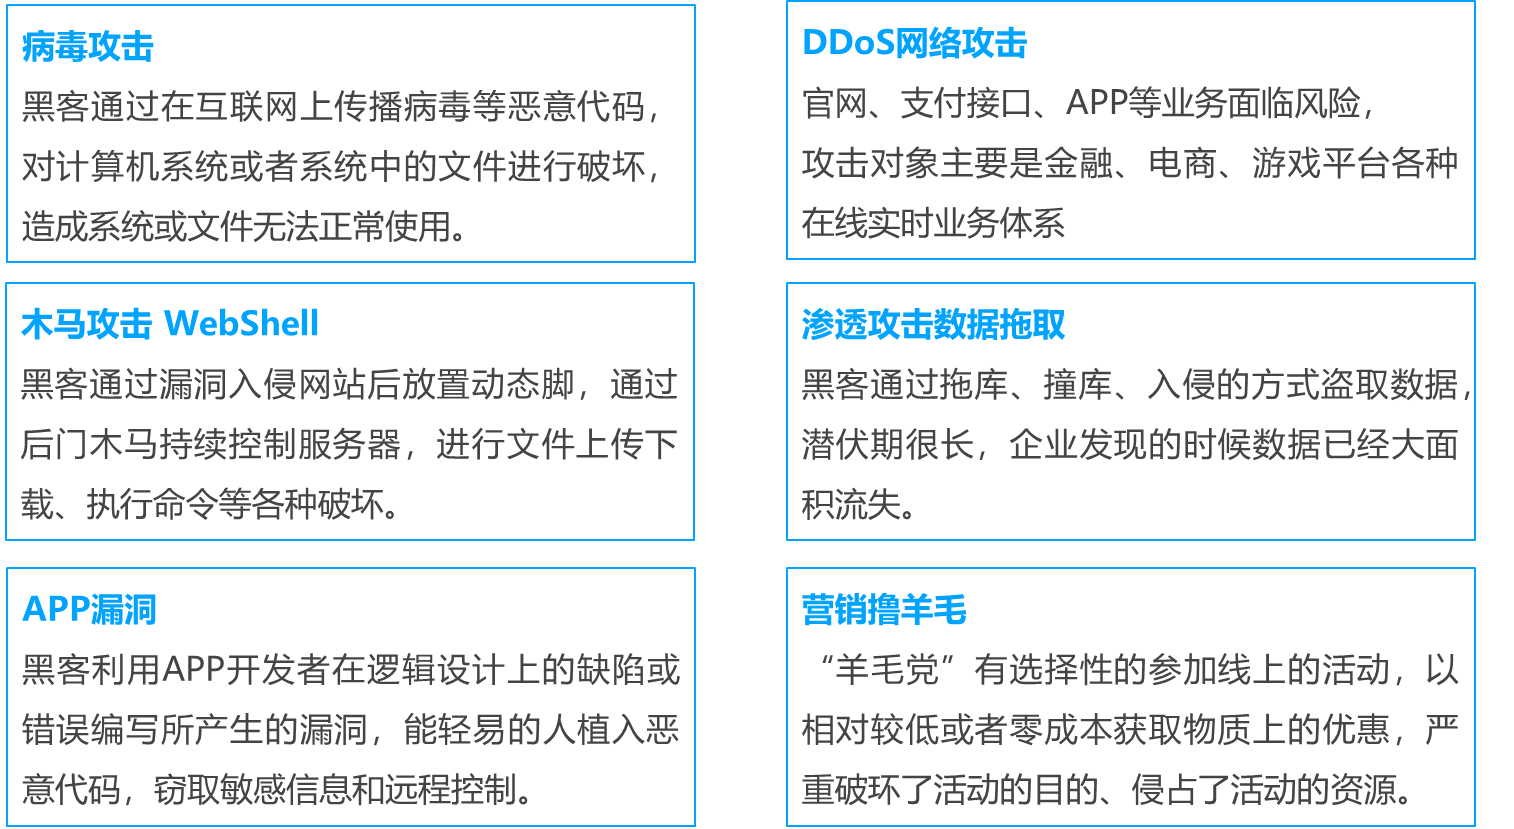 病毒攻击
黑客通过在互联网上传播病毒等恶意代码，
对计算机系统或者系统中的文件进行破坏，
造成系统或文件无法正常使用。
DDoS网络攻击
官网、支付接口、APP等业务面临风险，
攻击对象主要是金融、电商、游戏平台各种
在线实时业务体系
木马攻击 WebShell
黑客通过漏洞入侵网站后放置动态脚，通过
后门木马持续控制服务器，进行文件上传下
载、执行命令等各种破坏。
渗透攻击数据拖取
黑客通过拖库、撞库、入侵的方式盗取数据，
潜伏期很长，企业发现的时候数据已经大面
积流失。
APP漏洞
黑客利用APP开发者在逻辑设计上的缺陷或
错误编写所产生的漏洞，能轻易的人植入恶
意代码，窃取敏感信息和远程控制。
营销撸羊毛
“羊毛党”有选择性的参加线上的活动，以
相对较低或者零成本获取物质上的优惠，严
重破环了活动的目的、侵占了活动的资源。